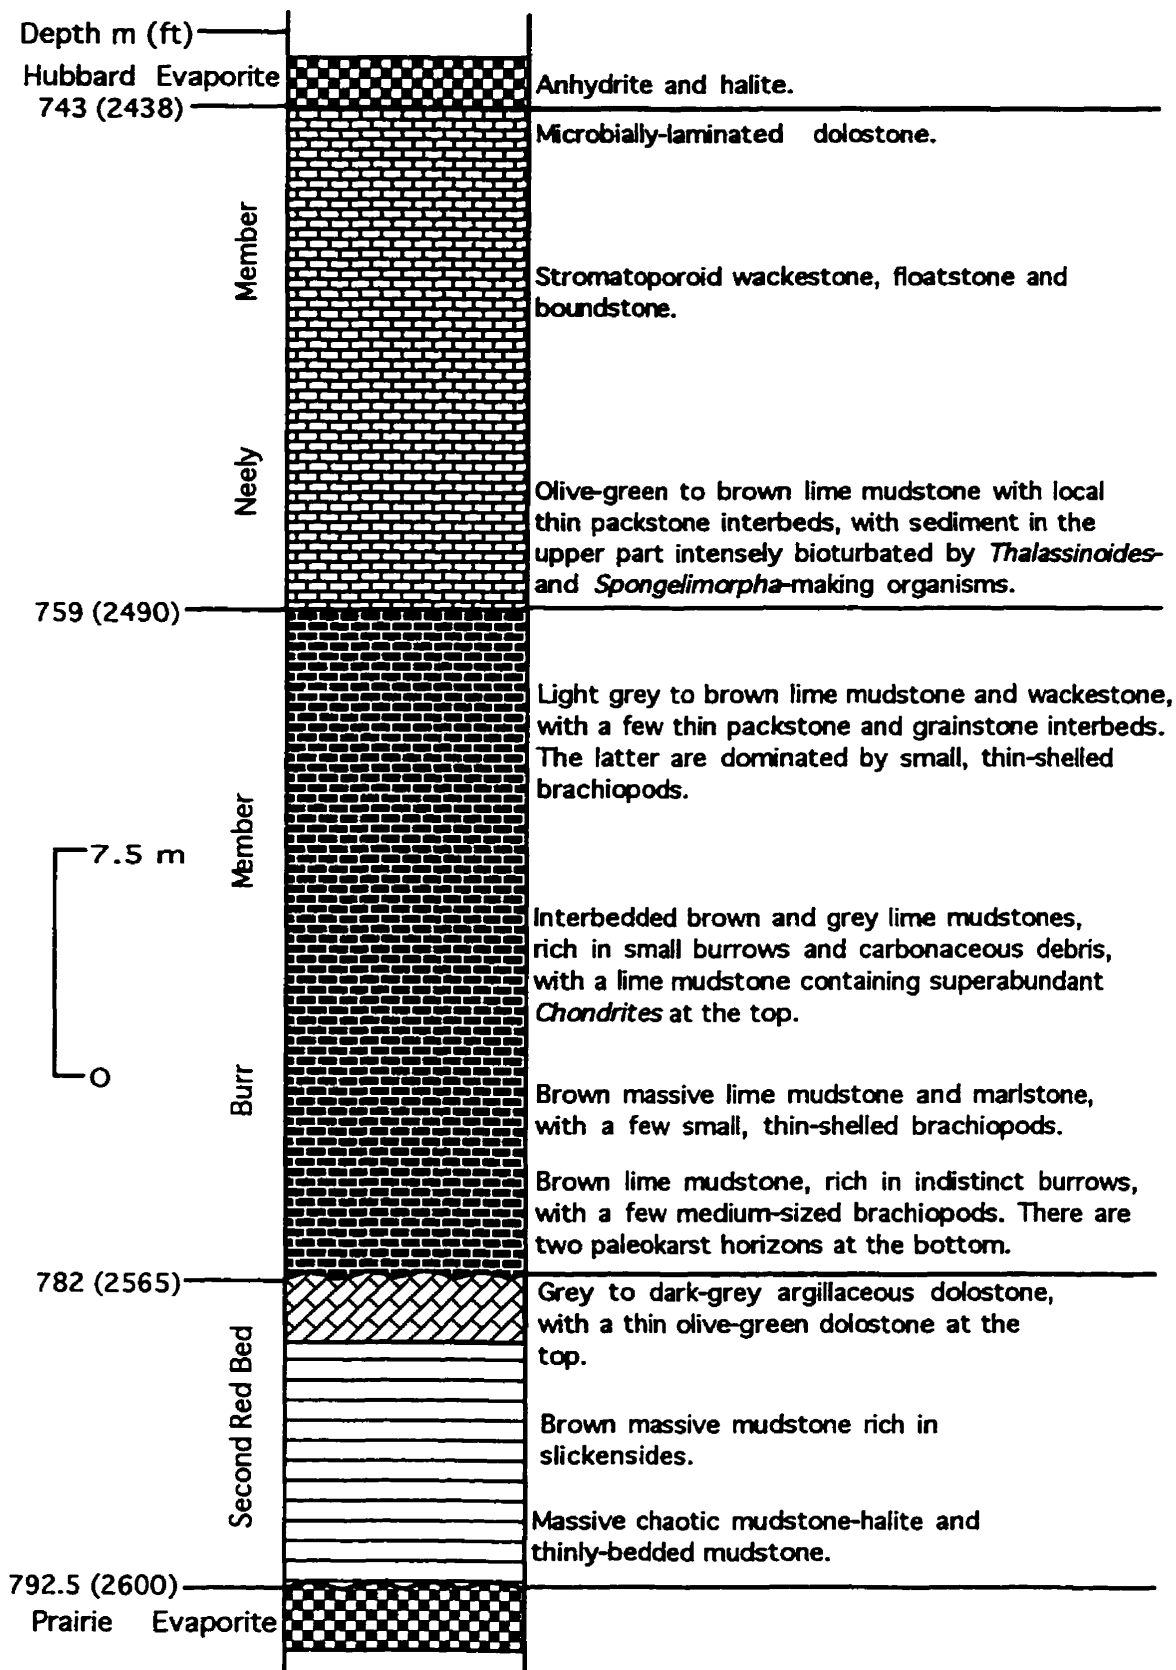 Depth m (ft)
Hubbard Evaporite
Anhydrite and halite.
743 (2438)
Microbially-laminated dolostone.
Member
Stromatoporoid wackestone, floatstone and
boundstone.
Neely
Olive-green to brown lime mudstone with local
thin packstone interbeds, with sediment in the
upper part intensely bioturbated by Thalassinoides-
and Spongelimorpha-making organisms.
759 (2490)
Light grey to brown lime mudstone and wackestone,
with a few thin packstone and grainstone interbeds.
The latter are dominated by small, thin-shelled
brachiopods.
Member
7.5 m
Interbedded brown and grey lime mudstones,
rich in small burrows and carbonaceous debris,
with a lime mudstone containing superabundant
Chondrites at the top.
0
Burr
Brown massive lime mudstone and marlstone,
with a few small, thin-shelled brachiopods.
Brown lime mudstone, rich in indistinct burrows,
with a few medium-sized brachiopods. There are
two paleokarst horizons at the bottom.
782 (2565)
Grey to dark-grey argillaceous dolostone,
with a thin olive-green dolostone at the
top.
Second Red Bed
Brown massive mudstone rich in
slickensides.
Massive chaotic mudstone-halite and
thinly-bedded mudstone.
792.5 (2600)
Prairie Evaporite